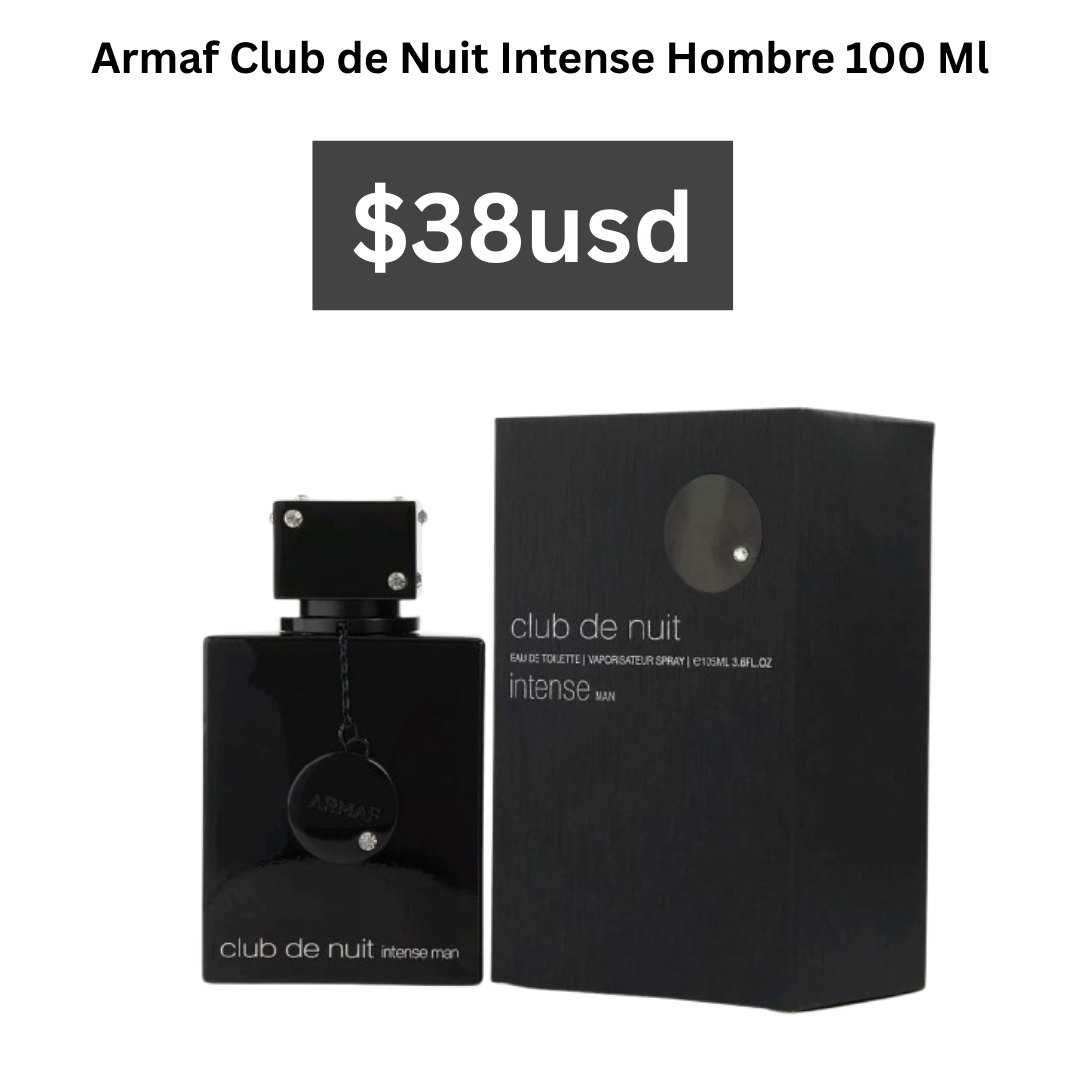 Armaf Club de Nuit Intense Hombre 100 Ml
$38usd
club de nuit
EAU DE TOILETTE | VAPORISATEUR SPRAY | ℮105ML 3.6FL.OZ
intense MAN
ARMAF
club de nuit intense man